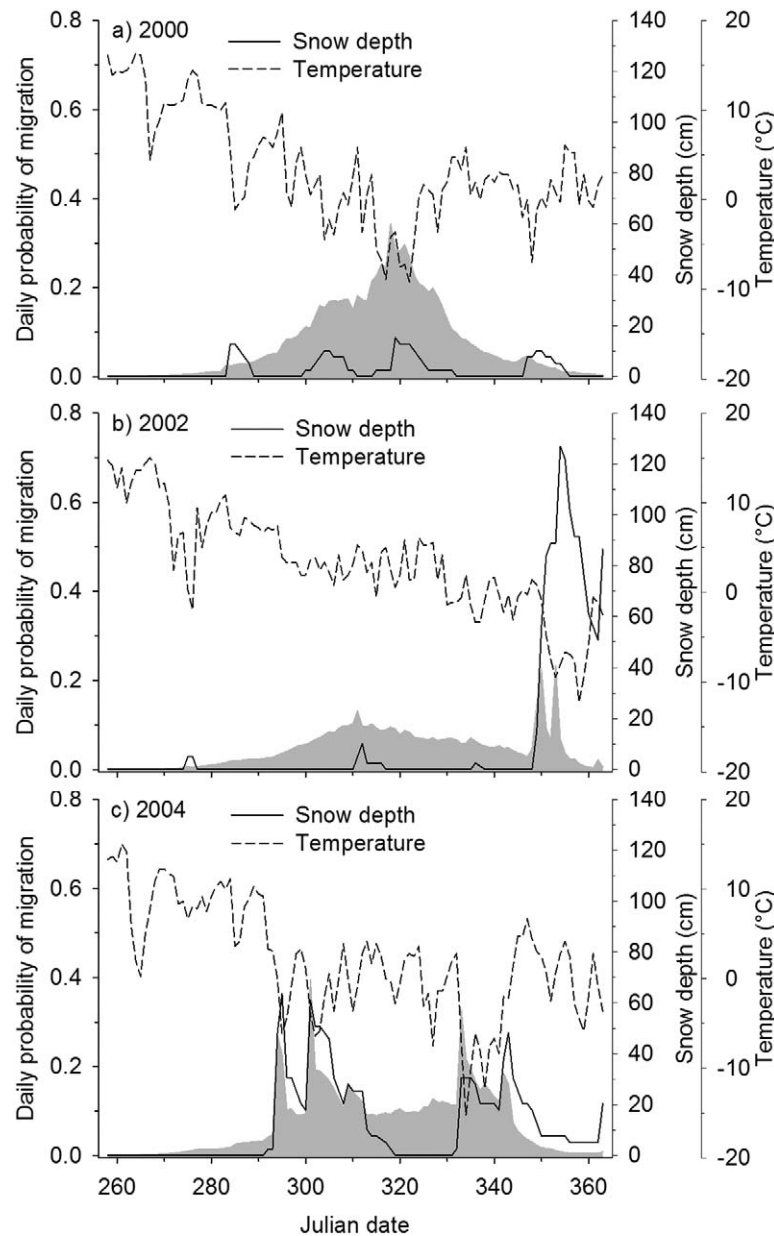 a) 2000
Snow depth
Temperature
0.8
0.6
0.4
0.2
0.0
Daily probability of migration
140
120
100
80
60
40
20
0
Snow depth (cm)
20
10
0
-10
-20
Temperature (°C)
b) 2002
Snow depth
Temperature
0.8
0.6
0.4
0.2
0.0
Daily probability of migration
140
120
100
80
60
40
20
0
Snow depth (cm)
20
10
0
-10
-20
Temperature (°C)
c) 2004
Snow depth
Temperature
0.8
0.6
0.4
0.2
0.0
Daily probability of migration
140
120
100
80
60
40
20
0
Snow depth (cm)
20
10
0
-10
-20
Temperature (°C)
260 280 300 320 340 360
Julian date